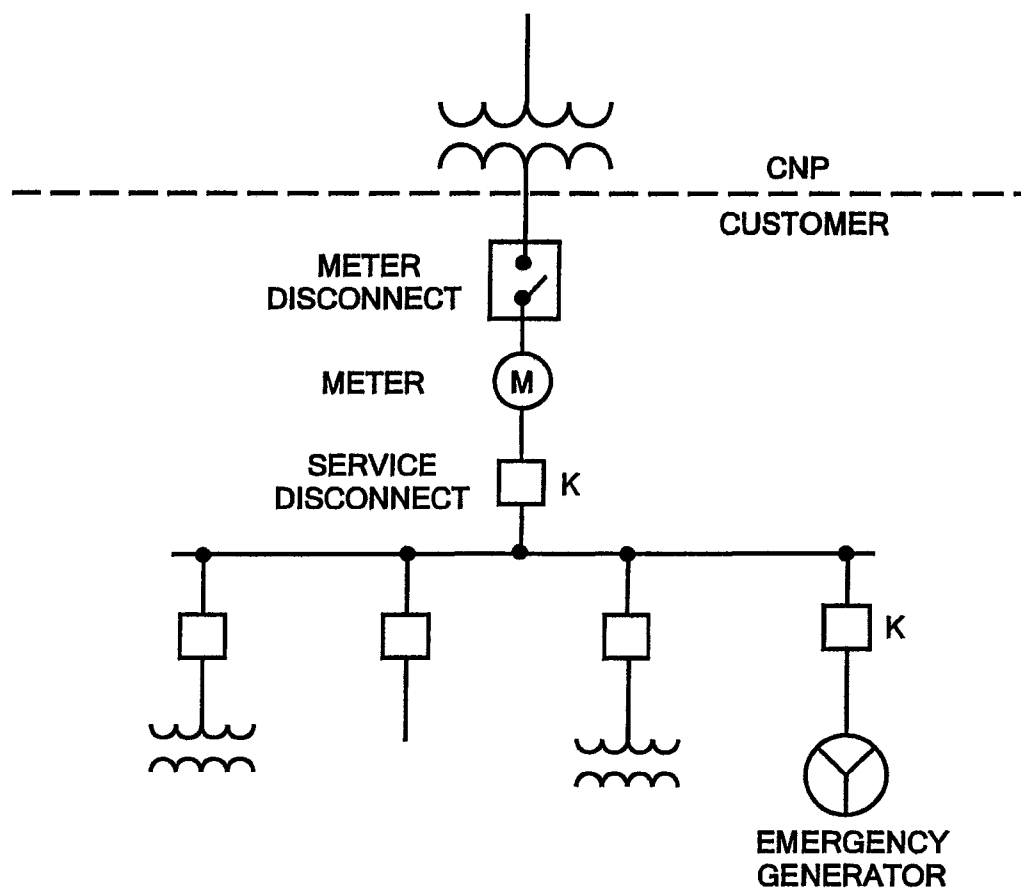 CNP
CUSTOMER
METER
DISCONNECT
METER
M
SERVICE
DISCONNECT
K
K
EMERGENCY
GENERATOR